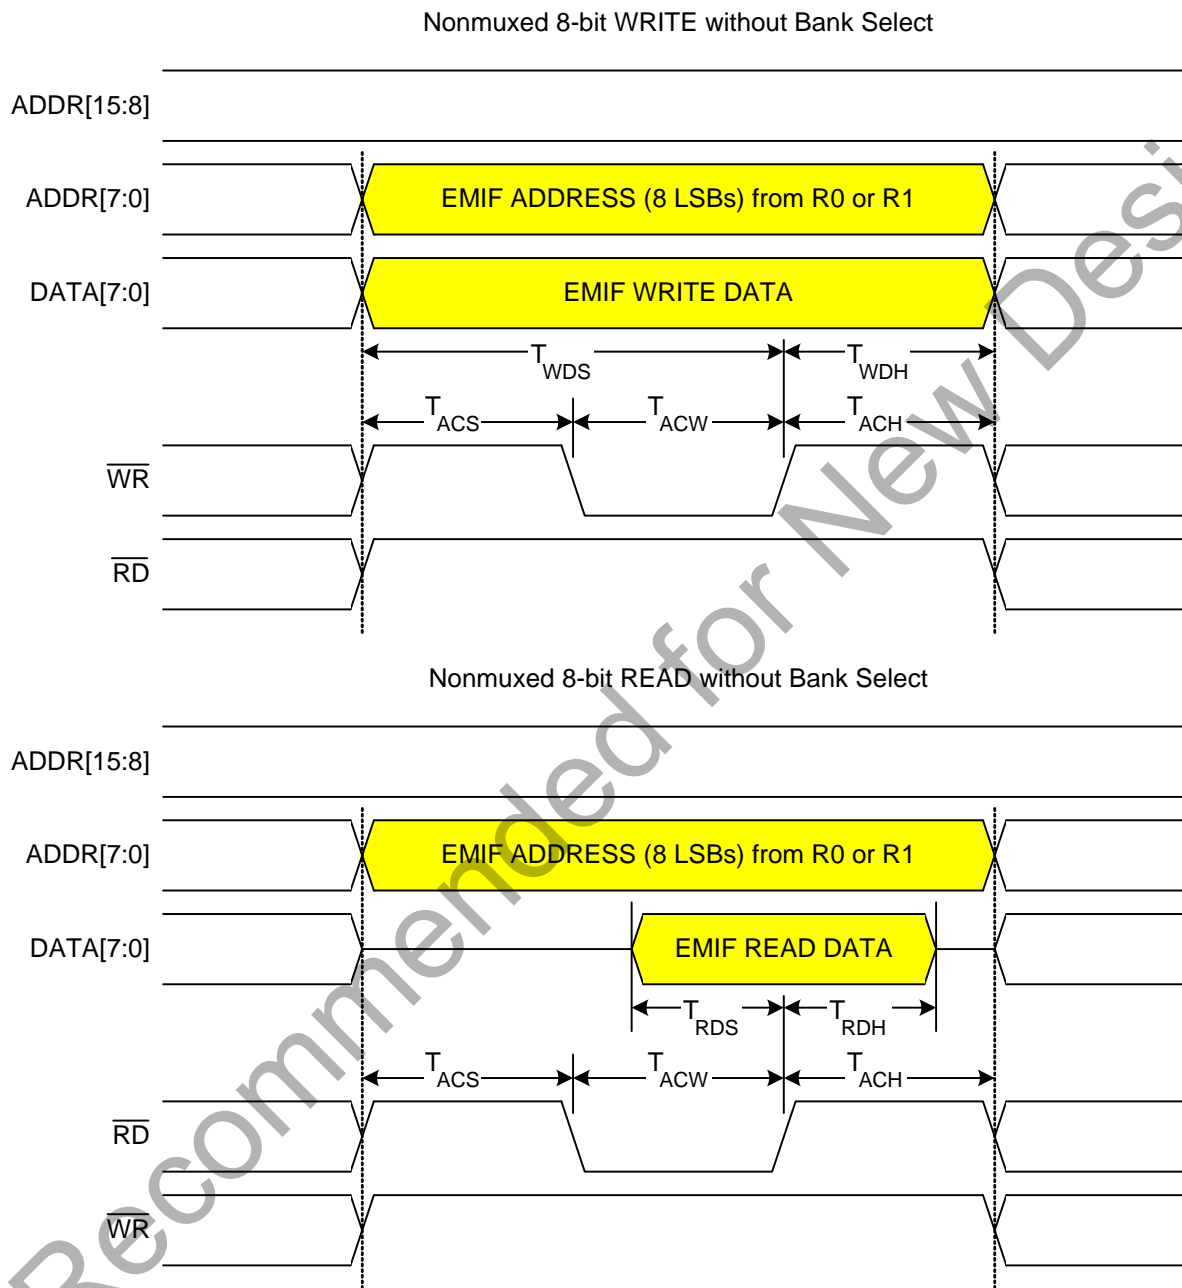 Nonmuxed 8-bit WRITE without Bank Select
ADDR[15:8]
ADDR[7:0]
EMIF ADDRESS (8 LSBs) from R0 or R1
DATA[7:0]
EMIF WRITE DATA
TWDS
TWDH
TACS
TACW
TACH
WR
RD
Nonmuxed 8-bit READ without Bank Select
ADDR[15:8]
ADDR[7:0]
EMIF ADDRESS (8 LSBs) from R0 or R1
DATA[7:0]
EMIF READ DATA
TRDS
TRDH
TACS
TACW
TACH
RD
WR
Recommended for New Desi